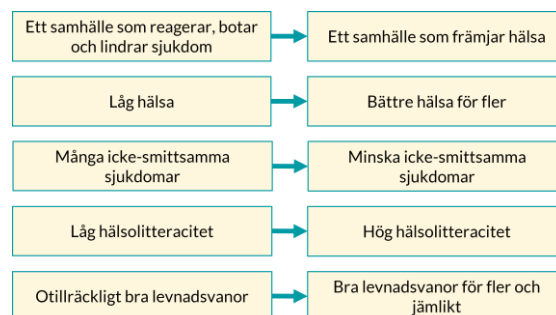 Ett samhälle som reagerar, botar
och lindrar sjukdom
Ett samhälle som främjar hälsa
Låg hälsa
Bättre hälsa för fler
Många icke-smittsamma
sjukdomar
Minska icke-smittsamma
sjukdomar
Låg hälsolitteracitet
Hög hälsolitteracitet
Otillräckligt bra levnadsvanor
Bra levnadsvanor för fler och
jämlikt